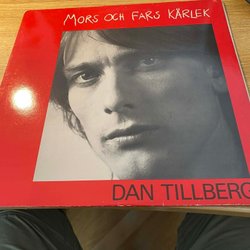 MORS OCH FARS KÄRLEK
DAN TILLBERG